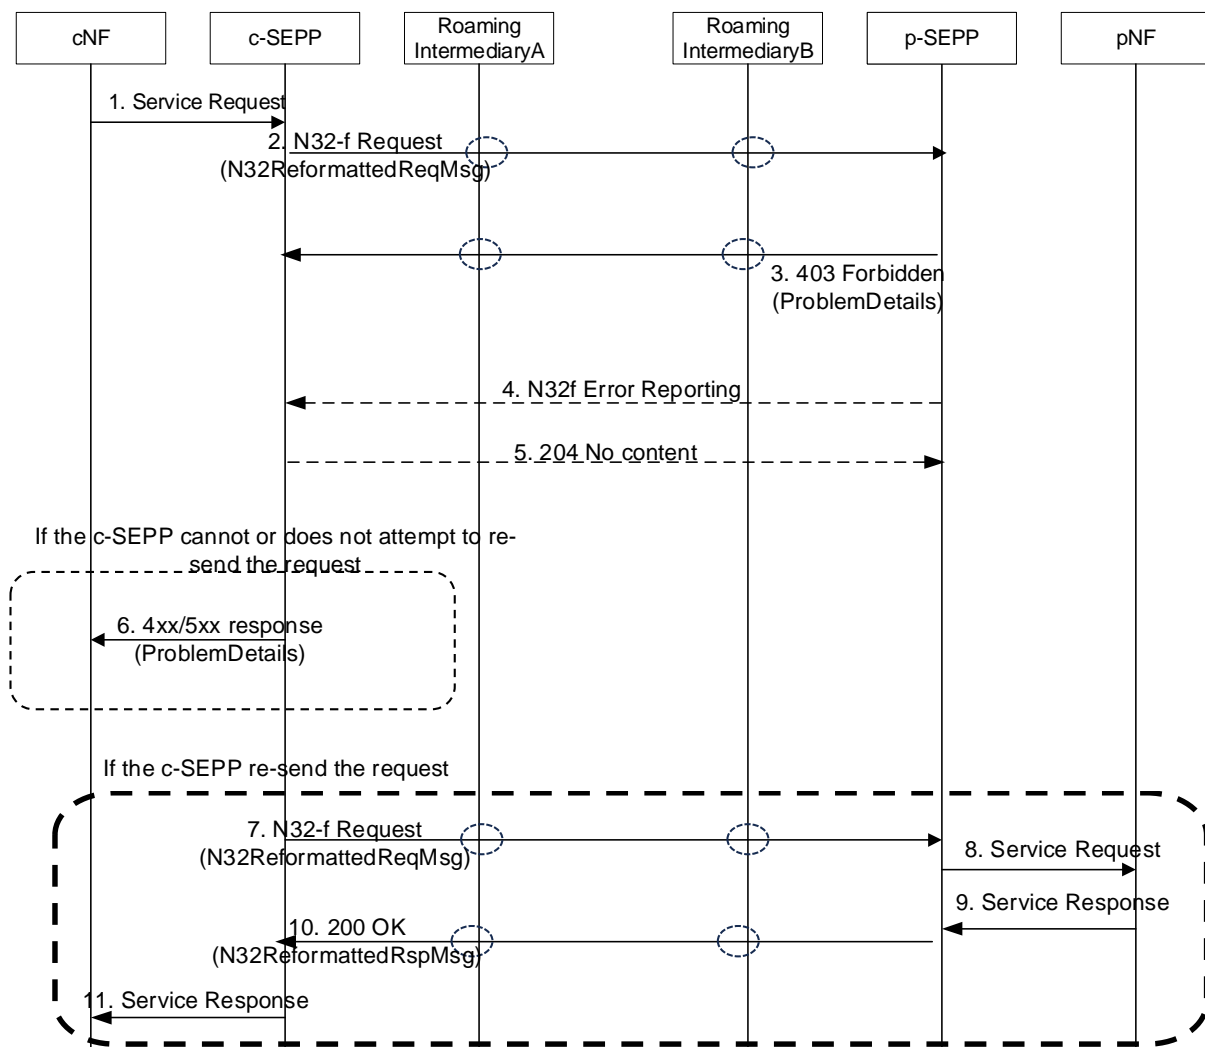 cNF
c-SEPP
Roaming
IntermediaryA
Roaming
IntermediaryB
p-SEPP
pNF
1. Service Request
2. N32-f Request
(N32ReformattedReqMsg)
3. 403 Forbidden
(ProblemDetails)
4. N32f Error Reporting
5. 204 No content
If the c-SEPP cannot or does not attempt to re-
send the request
6. 4xx/5xx response
(ProblemDetails)
If the c-SEPP re-send the request
7. N32-f Request
(N32ReformattedReqMsg)
8. Service Request
9. Service Response
10. 200 OK
(N32ReformattedRspMsg)
11. Service Response